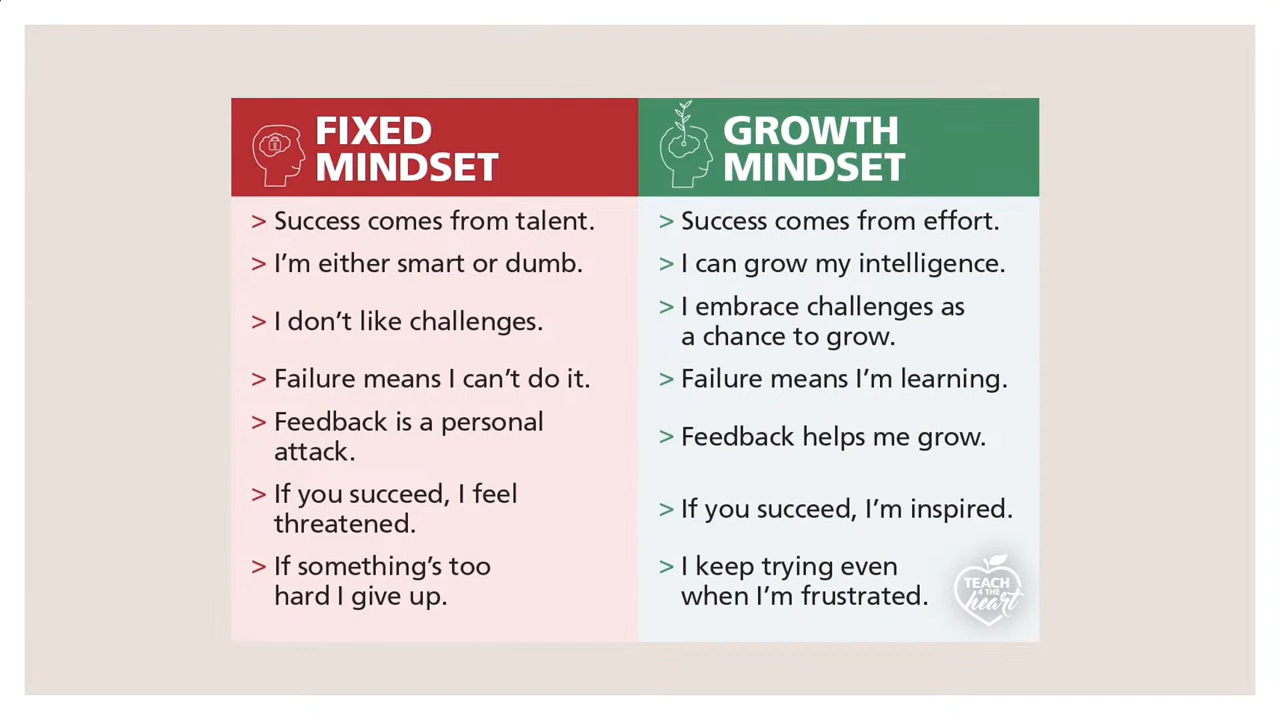 FIXED
MINDSET
> Success comes from talent.
> I'm either smart or dumb.
> I don't like challenges.
> Failure means I can't do it.
> Feedback is a personal
attack.
> If you succeed, I feel
threatened.
> If something's too
hard I give up.
GROWTH
MINDSET
> Success comes from effort.
> I can grow my intelligence.
> I embrace challenges as
a chance to grow.
> Failure means I'm learning.
> Feedback helps me grow.
> If you succeed, I'm inspired.
> I keep trying even
when I'm frustrated.
TEACH
4 THE
heart